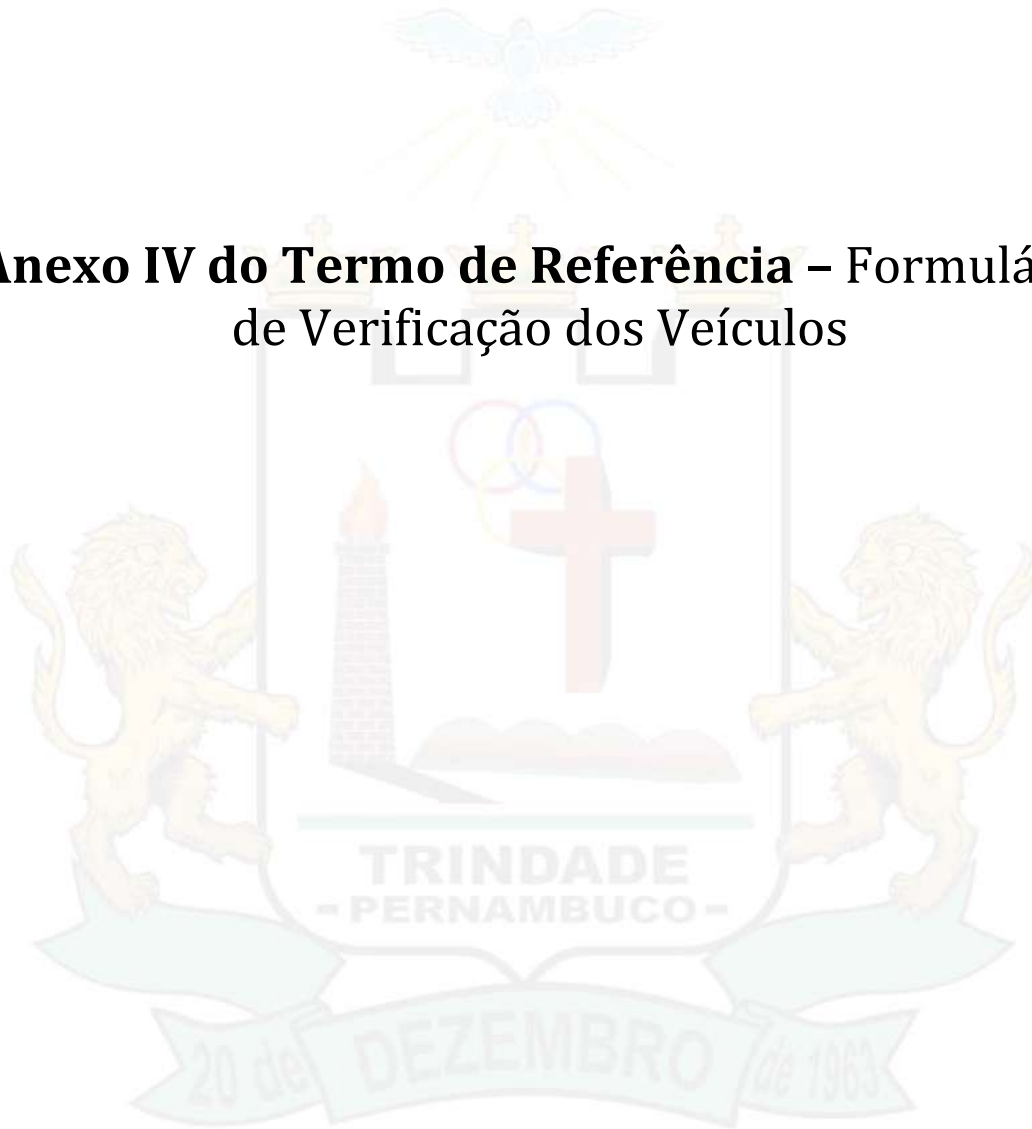 Anexo IV do Termo de Referência – Formulá
de Verificação dos Veículos
TRINDADE
- PERNAMBUCO -
20 de DEZEMBRO de 1963